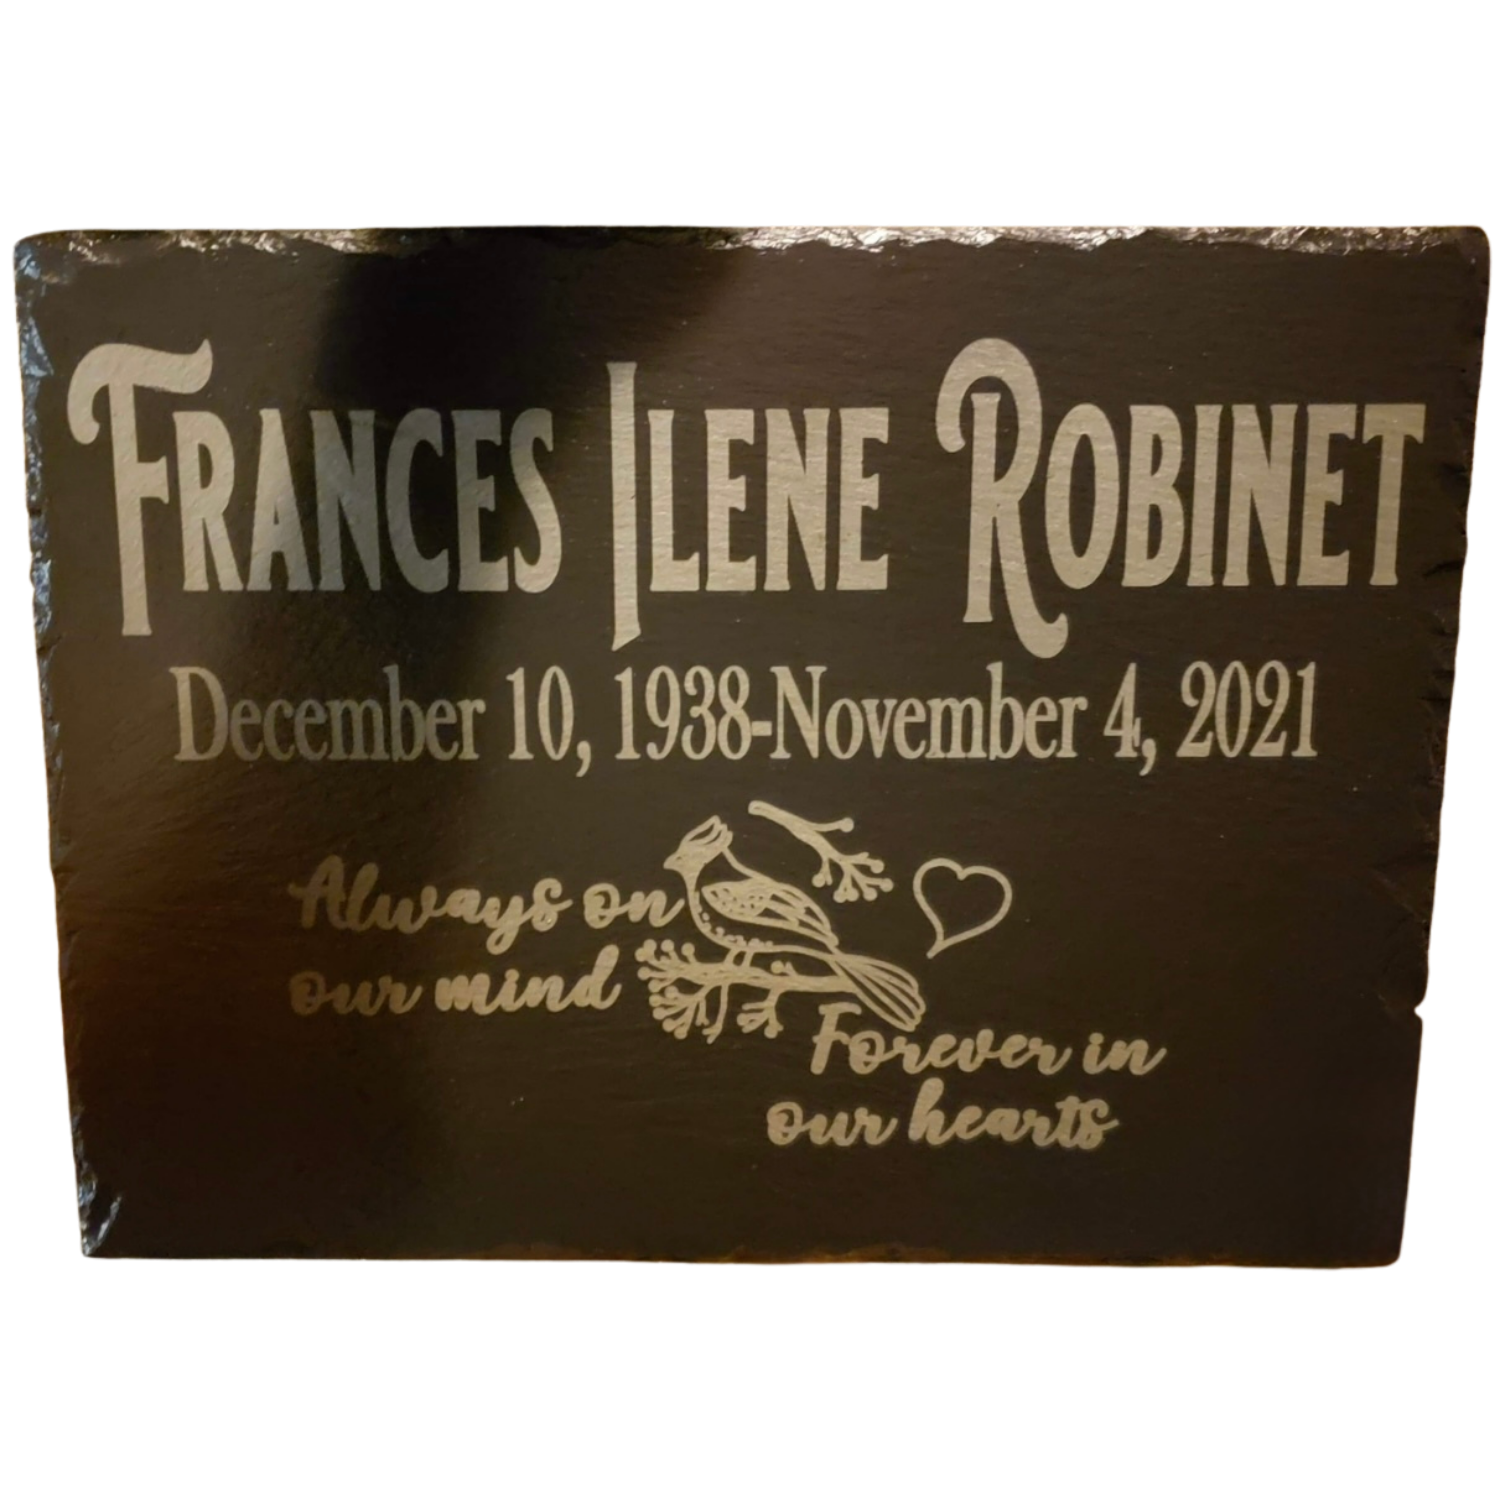 Frances Ilene Robinet
December 10, 1938-November 4, 2021
Always on
our mind
Forever in
our hearts